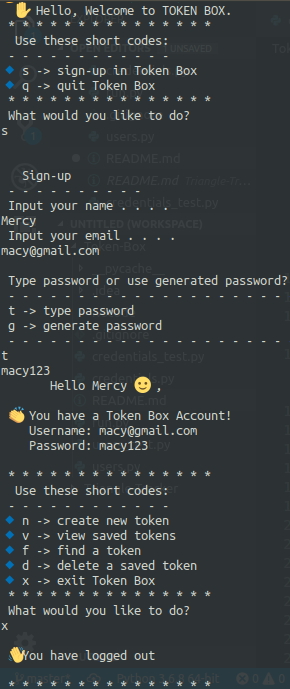 ✋ Hello, Welcome to TOKEN BOX.
* * * * * * * * * * * * * * *
Use these short codes:
- - - - - - - - - - - -
🔹 s -> sign-up in Token Box
🔹 q -> quit Token Box
* * * * * * * * * * * * * * *
What would you like to do?
s
Sign-up
- - - - - - - - - -
Input your name . . . .
Mercy
Input your email . . . .
macy@gmail.com
Type password or use generated password?
- - - - - - - - - - - - - - - - - - - -
t -> type password
g -> generate password
- - - - - - - - - - - - - - - - - - - -
t
macy123
Hello Mercy 🙂 ,
👏 You have a Token Box Account!
Username: macy@gmail.com
Password: macy123
* * * * * * * * * * * * * * *
Use these short codes:
- - - - - - - - - - - -
🔹 n -> create new token
🔹 v -> view saved tokens
🔹 f -> find a token
🔹 d -> delete a saved token
🔹 x -> exit Token Box
* * * * * * * * * * * * * * *
What would you like to do?
x
👋You have logged out
* * * * * * * * * * * * * * *